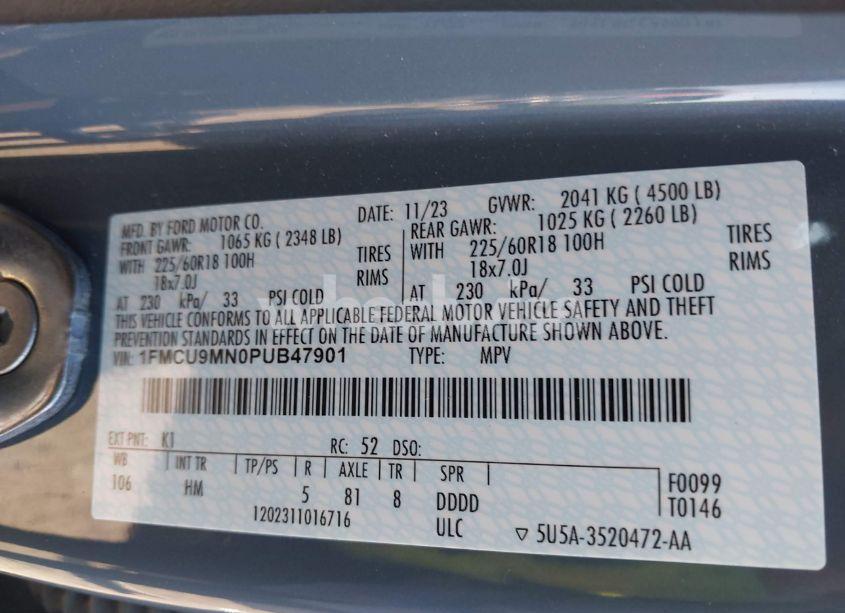 MFD. BY FORD MOTOR CO. DATE: 11/23 GVWR: 2041 KG ( 4500 LB)
FRONT GAWR: 1065 KG ( 2348 LB) REAR GAWR: 1025 KG ( 2260 LB)
WITH 225/60R18 100H TIRES WITH 225/60R18 100H TIRES
18x7.0J RIMS 18x7.0J RIMS
AT 230 kPa/ 33 PSI COLD AT 230 kPa/ 33 PSI COLD
THIS VEHICLE CONFORMS TO ALL APPLICABLE FEDERAL MOTOR VEHICLE SAFETY AND THEFT
PREVENTION STANDARDS IN EFFECT ON THE DATE OF MANUFACTURE SHOWN ABOVE.
VIN: 1FMCU9MN0PUB47901 TYPE: MPV
EXT PNT: K1 RC: 52 DSO:
WB INT TR TP/PS R AXLE TR SPR F0099
106 HM 5 81 8 DDDD T0146
1202311016716 ULC ▽ 5U5A-3520472-AA